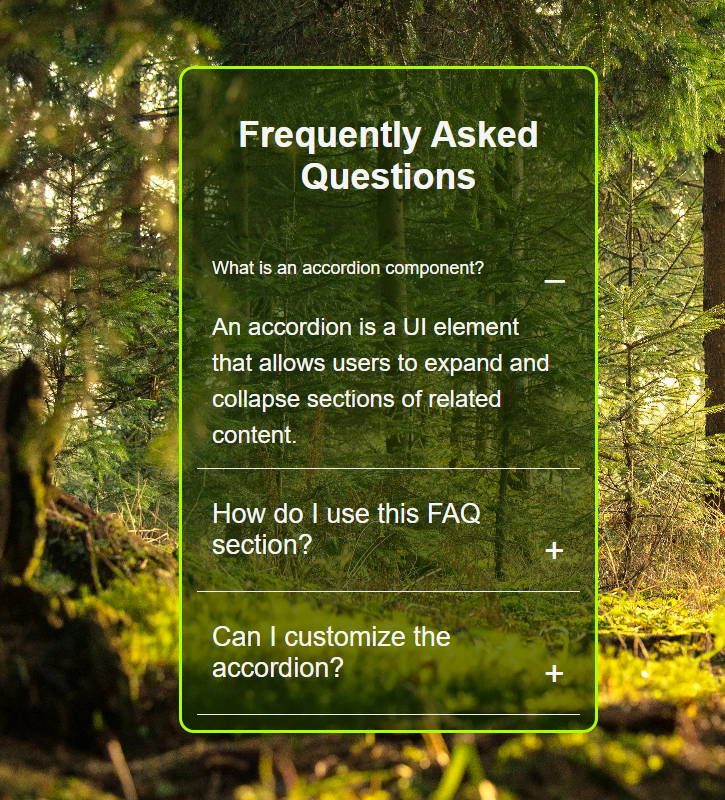 Frequently Asked
Questions
What is an accordion component?
–
An accordion is a UI element
that allows users to expand and
collapse sections of related
content.
How do I use this FAQ
section?
+
Can I customize the
accordion?
+